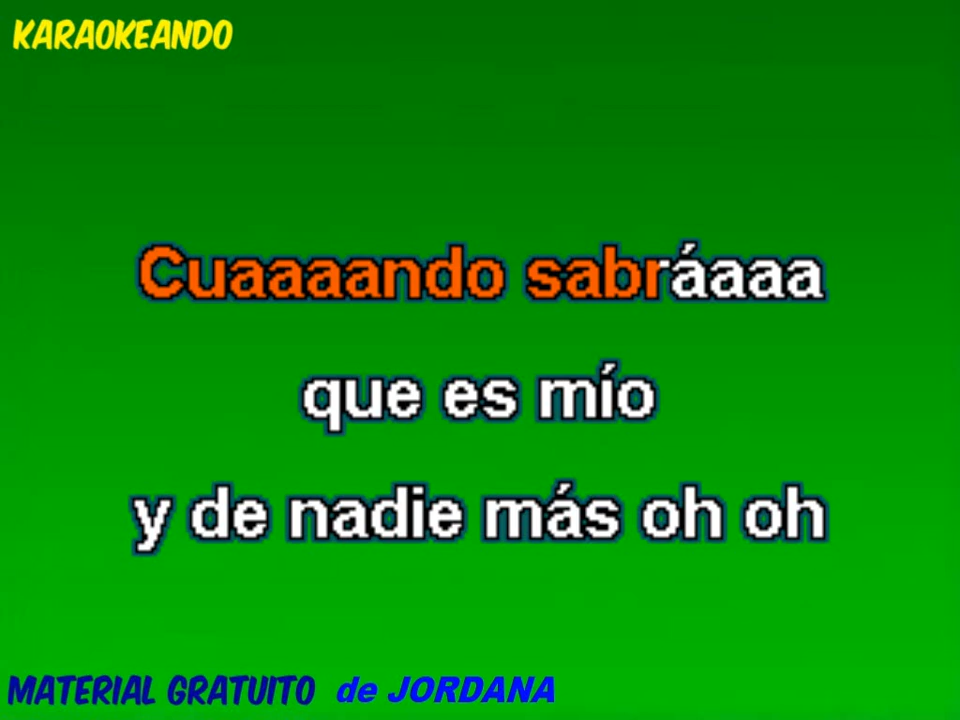 KARAOKEANDO
Cuaaaando sabráaaa
que es mío
y de nadie más oh oh
MATERIAL GRATUITO de JORDANA